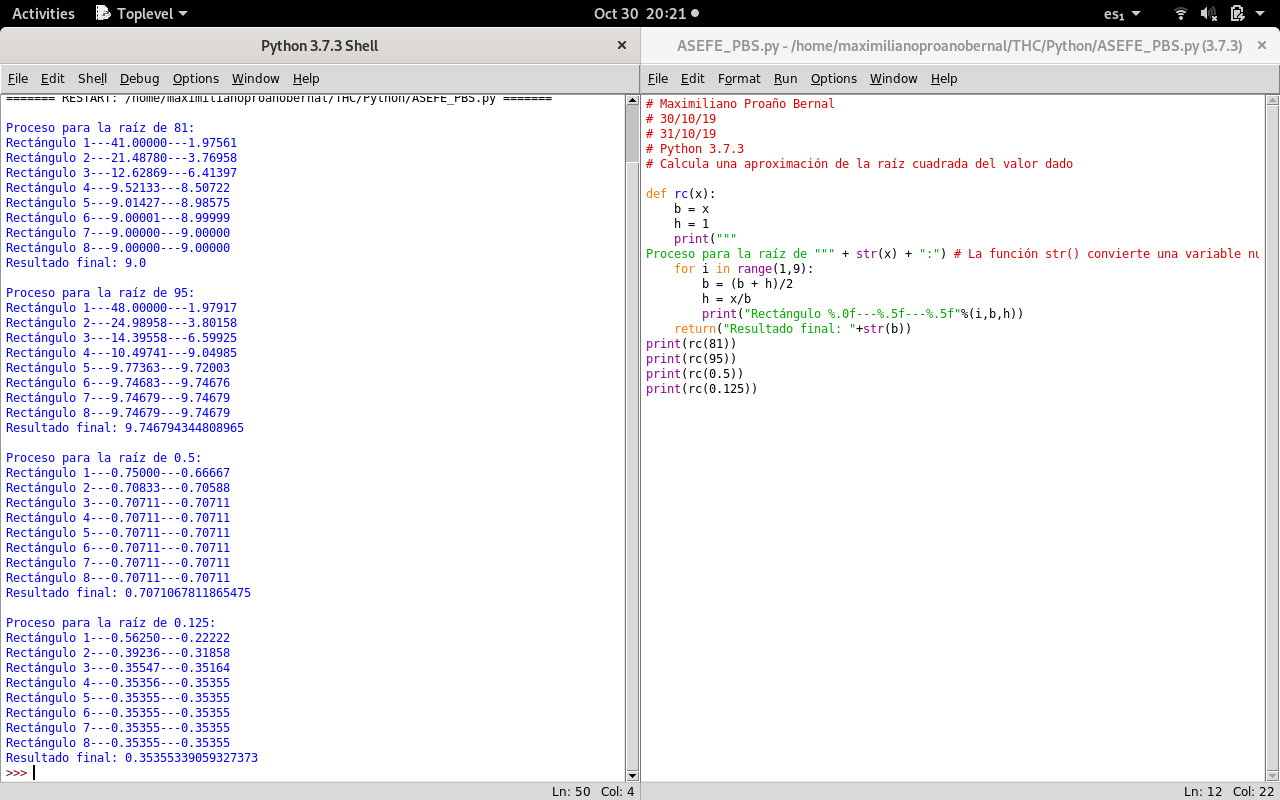 Activities Toplevel Oct 30 20:21 es₁
Python 3.7.3 Shell
File Edit Shell Debug Options Window Help
======= RESTART: /home/maximilianoproanobernal/THC/Python/ASEFE_PBS.py =======
Proceso para la raíz de 81:
Rectángulo 1---41.00000---1.97561
Rectángulo 2---21.48780---3.76958
Rectángulo 3---12.62869---6.41397
Rectángulo 4---9.52133---8.50722
Rectángulo 5---9.01427---8.98575
Rectángulo 6---9.00001---8.99999
Rectángulo 7---9.00000---9.00000
Rectángulo 8---9.00000---9.00000
Resultado final: 9.0
Proceso para la raíz de 95:
Rectángulo 1---48.00000---1.97917
Rectángulo 2---24.98958---3.80158
Rectángulo 3---14.39558---6.59925
Rectángulo 4---10.49741---9.04985
Rectángulo 5---9.77363---9.72003
Rectángulo 6---9.74683---9.74676
Rectángulo 7---9.74679---9.74679
Rectángulo 8---9.74679---9.74679
Resultado final: 9.746794344808965
Proceso para la raíz de 0.5:
Rectángulo 1---0.75000---0.66667
Rectángulo 2---0.70833---0.70588
Rectángulo 3---0.70711---0.70711
Rectángulo 4---0.70711---0.70711
Rectángulo 5---0.70711---0.70711
Rectángulo 6---0.70711---0.70711
Rectángulo 7---0.70711---0.70711
Rectángulo 8---0.70711---0.70711
Resultado final: 0.7071067811865475
Proceso para la raíz de 0.125:
Rectángulo 1---0.56250---0.22222
Rectángulo 2---0.39236---0.31858
Rectángulo 3---0.35547---0.35164
Rectángulo 4---0.35356---0.35355
Rectángulo 5---0.35355---0.35355
Rectángulo 6---0.35355---0.35355
Rectángulo 7---0.35355---0.35355
Rectángulo 8---0.35355---0.35355
Resultado final: 0.35355339059327373
>>>
Ln: 50 Col: 4
ASEFE_PBS.py - /home/maximilianoproanobernal/THC/Python/ASEFE_PBS.py (3.7.3)
File Edit Format Run Options Window Help
# Maximiliano Proaño Bernal
# 30/10/19
# 31/10/19
# Python 3.7.3
# Calcula una aproximación de la raíz cuadrada del valor dado
def rc(x):
    b = x
    h = 1
    print("""
Proceso para la raíz de """ + str(x) + ":") # La función str() convierte una variable nu
    for i in range(1,9):
        b = (b + h)/2
        h = x/b
        print("Rectángulo %.0f---%.5f---%.5f"%(i,b,h))
    return("Resultado final: "+str(b))
print(rc(81))
print(rc(95))
print(rc(0.5))
print(rc(0.125))
Ln: 12 Col: 22